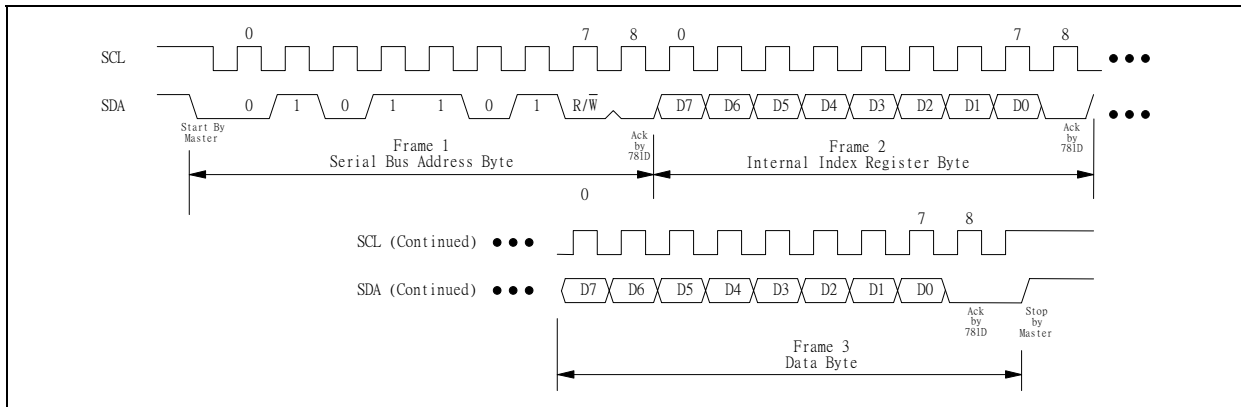 0 7 8 0 7 8
SCL
SDA 0 1 0 1 1 0 1 R/W̅ D7 D6 D5 D4 D3 D2 D1 D0
Start By
Master
Ack
by
781D
Ack
by
781D
Frame 1
Serial Bus Address Byte
Frame 2
Internal Index Register Byte
0 7 8
SCL (Continued)
SDA (Continued) D7 D6 D5 D4 D3 D2 D1 D0
Ack
by
781D
Stop
by
Master
Frame 3
Data Byte